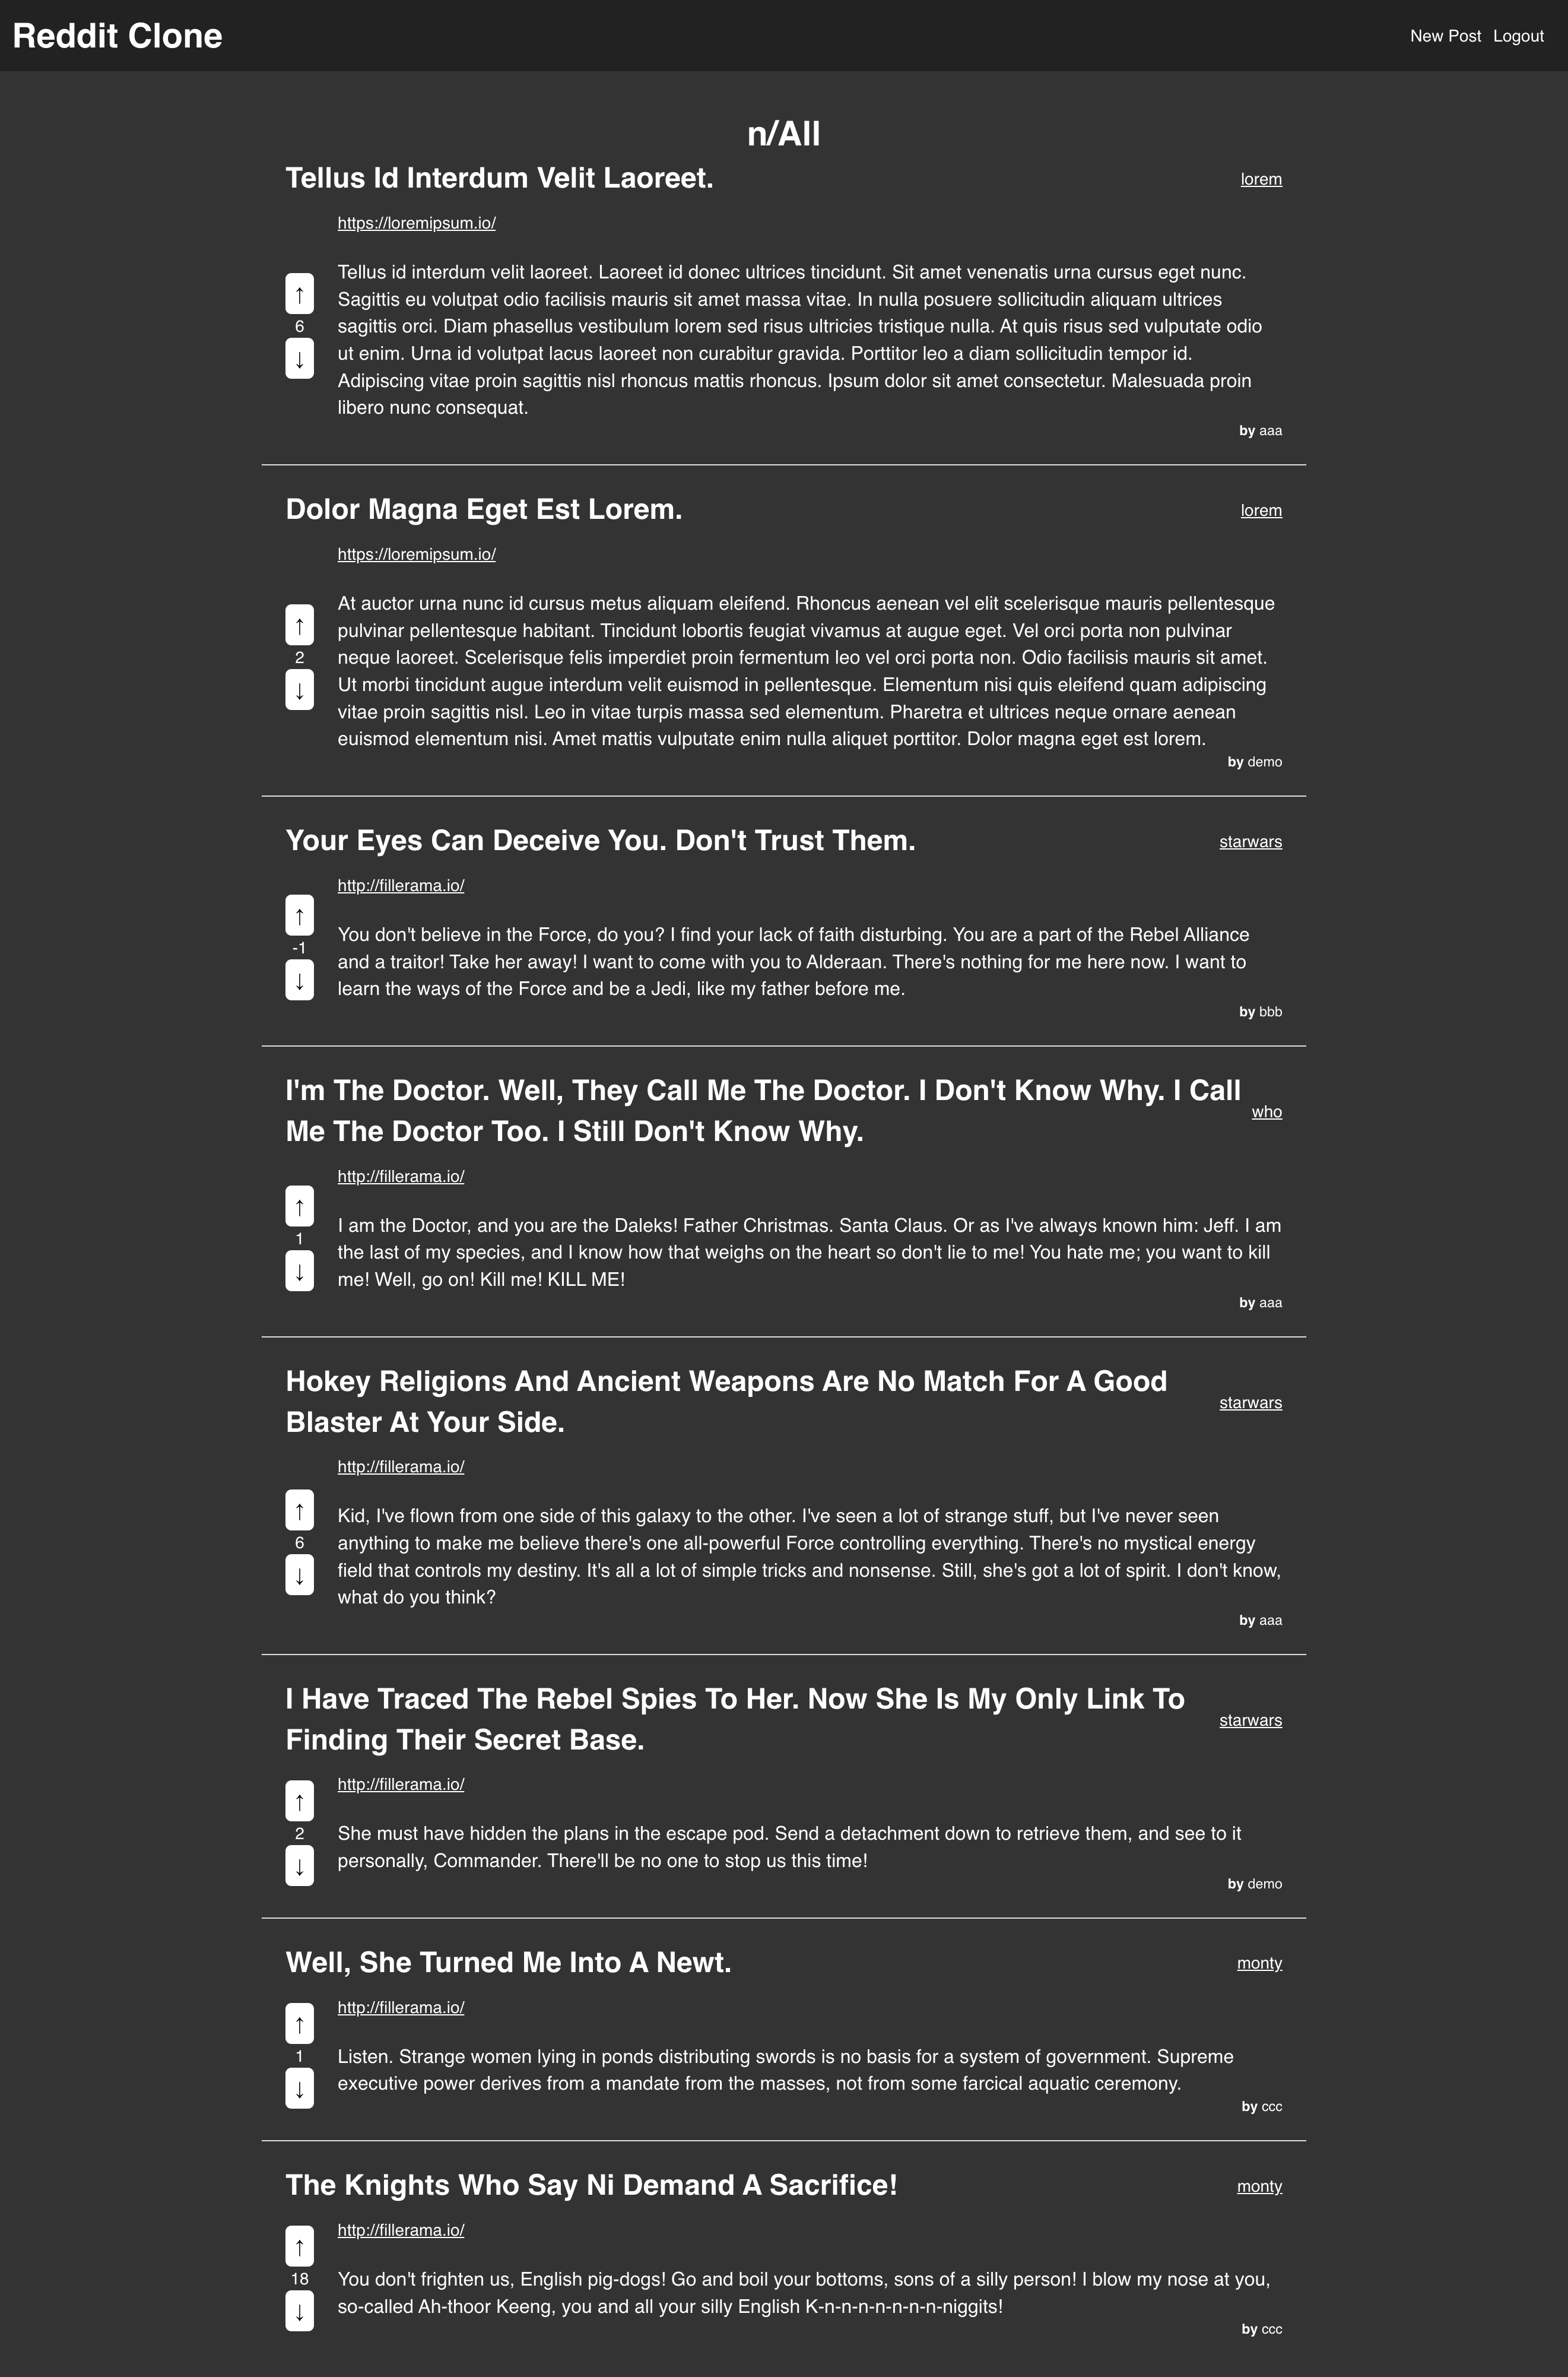 Reddit Clone
New Post Logout
n/All
Tellus Id Interdum Velit Laoreet.
lorem
https://loremipsum.io/
Tellus id interdum velit laoreet. Laoreet id donec ultrices tincidunt. Sit amet venenatis urna cursus eget nunc.
Sagittis eu volutpat odio facilisis mauris sit amet massa vitae. In nulla posuere sollicitudin aliquam ultrices
sagittis orci. Diam phasellus vestibulum lorem sed risus ultricies tristique nulla. At quis risus sed vulputate odio
ut enim. Urna id volutpat lacus laoreet non curabitur gravida. Porttitor leo a diam sollicitudin tempor id.
Adipiscing vitae proin sagittis nisl rhoncus mattis rhoncus. Ipsum dolor sit amet consectetur. Malesuada proin
libero nunc consequat.
↑
6
↓
by aaa
Dolor Magna Eget Est Lorem.
lorem
https://loremipsum.io/
At auctor urna nunc id cursus metus aliquam eleifend. Rhoncus aenean vel elit scelerisque mauris pellentesque
pulvinar pellentesque habitant. Tincidunt lobortis feugiat vivamus at augue eget. Vel orci porta non pulvinar
neque laoreet. Scelerisque felis imperdiet proin fermentum leo vel orci porta non. Odio facilisis mauris sit amet.
Ut morbi tincidunt augue interdum velit euismod in pellentesque. Elementum nisi quis eleifend quam adipiscing
vitae proin sagittis nisl. Leo in vitae turpis massa sed elementum. Pharetra et ultrices neque ornare aenean
euismod elementum nisi. Amet mattis vulputate enim nulla aliquet porttitor. Dolor magna eget est lorem.
↑
2
↓
by demo
Your Eyes Can Deceive You. Don't Trust Them.
starwars
http://fillerama.io/
You don't believe in the Force, do you? I find your lack of faith disturbing. You are a part of the Rebel Alliance
and a traitor! Take her away! I want to come with you to Alderaan. There's nothing for me here now. I want to
learn the ways of the Force and be a Jedi, like my father before me.
↑
-1
↓
by bbb
I'm The Doctor. Well, They Call Me The Doctor. I Don't Know Why. I Call
Me The Doctor Too. I Still Don't Know Why.
who
http://fillerama.io/
I am the Doctor, and you are the Daleks! Father Christmas. Santa Claus. Or as I've always known him: Jeff. I am
the last of my species, and I know how that weighs on the heart so don't lie to me! You hate me; you want to kill
me! Well, go on! Kill me! KILL ME!
↑
1
↓
by aaa
Hokey Religions And Ancient Weapons Are No Match For A Good
Blaster At Your Side.
starwars
http://fillerama.io/
Kid, I've flown from one side of this galaxy to the other. I've seen a lot of strange stuff, but I've never seen
anything to make me believe there's one all-powerful Force controlling everything. There's no mystical energy
field that controls my destiny. It's all a lot of simple tricks and nonsense. Still, she's got a lot of spirit. I don't know,
what do you think?
↑
6
↓
by aaa
I Have Traced The Rebel Spies To Her. Now She Is My Only Link To
Finding Their Secret Base.
starwars
http://fillerama.io/
She must have hidden the plans in the escape pod. Send a detachment down to retrieve them, and see to it
personally, Commander. There'll be no one to stop us this time!
↑
2
↓
by demo
Well, She Turned Me Into A Newt.
monty
http://fillerama.io/
Listen. Strange women lying in ponds distributing swords is no basis for a system of government. Supreme
executive power derives from a mandate from the masses, not from some farcical aquatic ceremony.
↑
1
↓
by ccc
The Knights Who Say Ni Demand A Sacrifice!
monty
http://fillerama.io/
You don't frighten us, English pig-dogs! Go and boil your bottoms, sons of a silly person! I blow my nose at you,
so-called Ah-thoor Keeng, you and all your silly English K-n-n-n-n-n-n-n-niggits!
↑
18
↓
by ccc